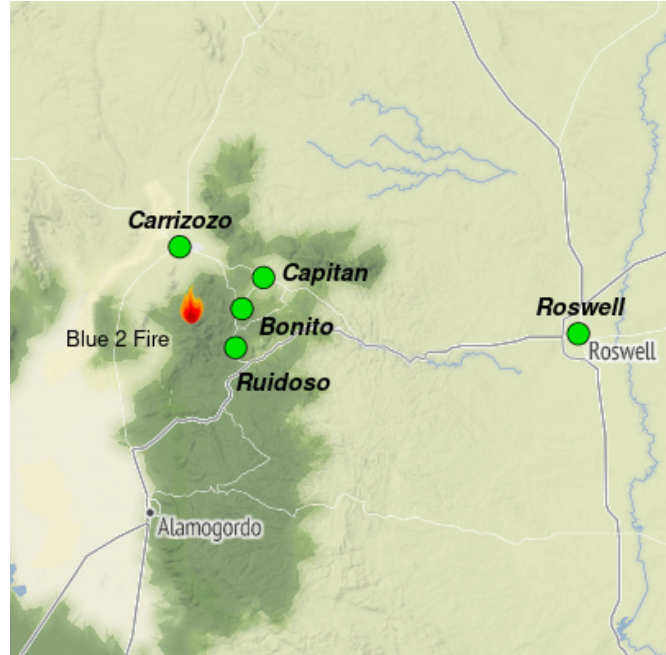 Carrizozo
Capitan
Roswell
Bonito
Blue 2 Fire
Roswell
Ruidoso
Alamogordo